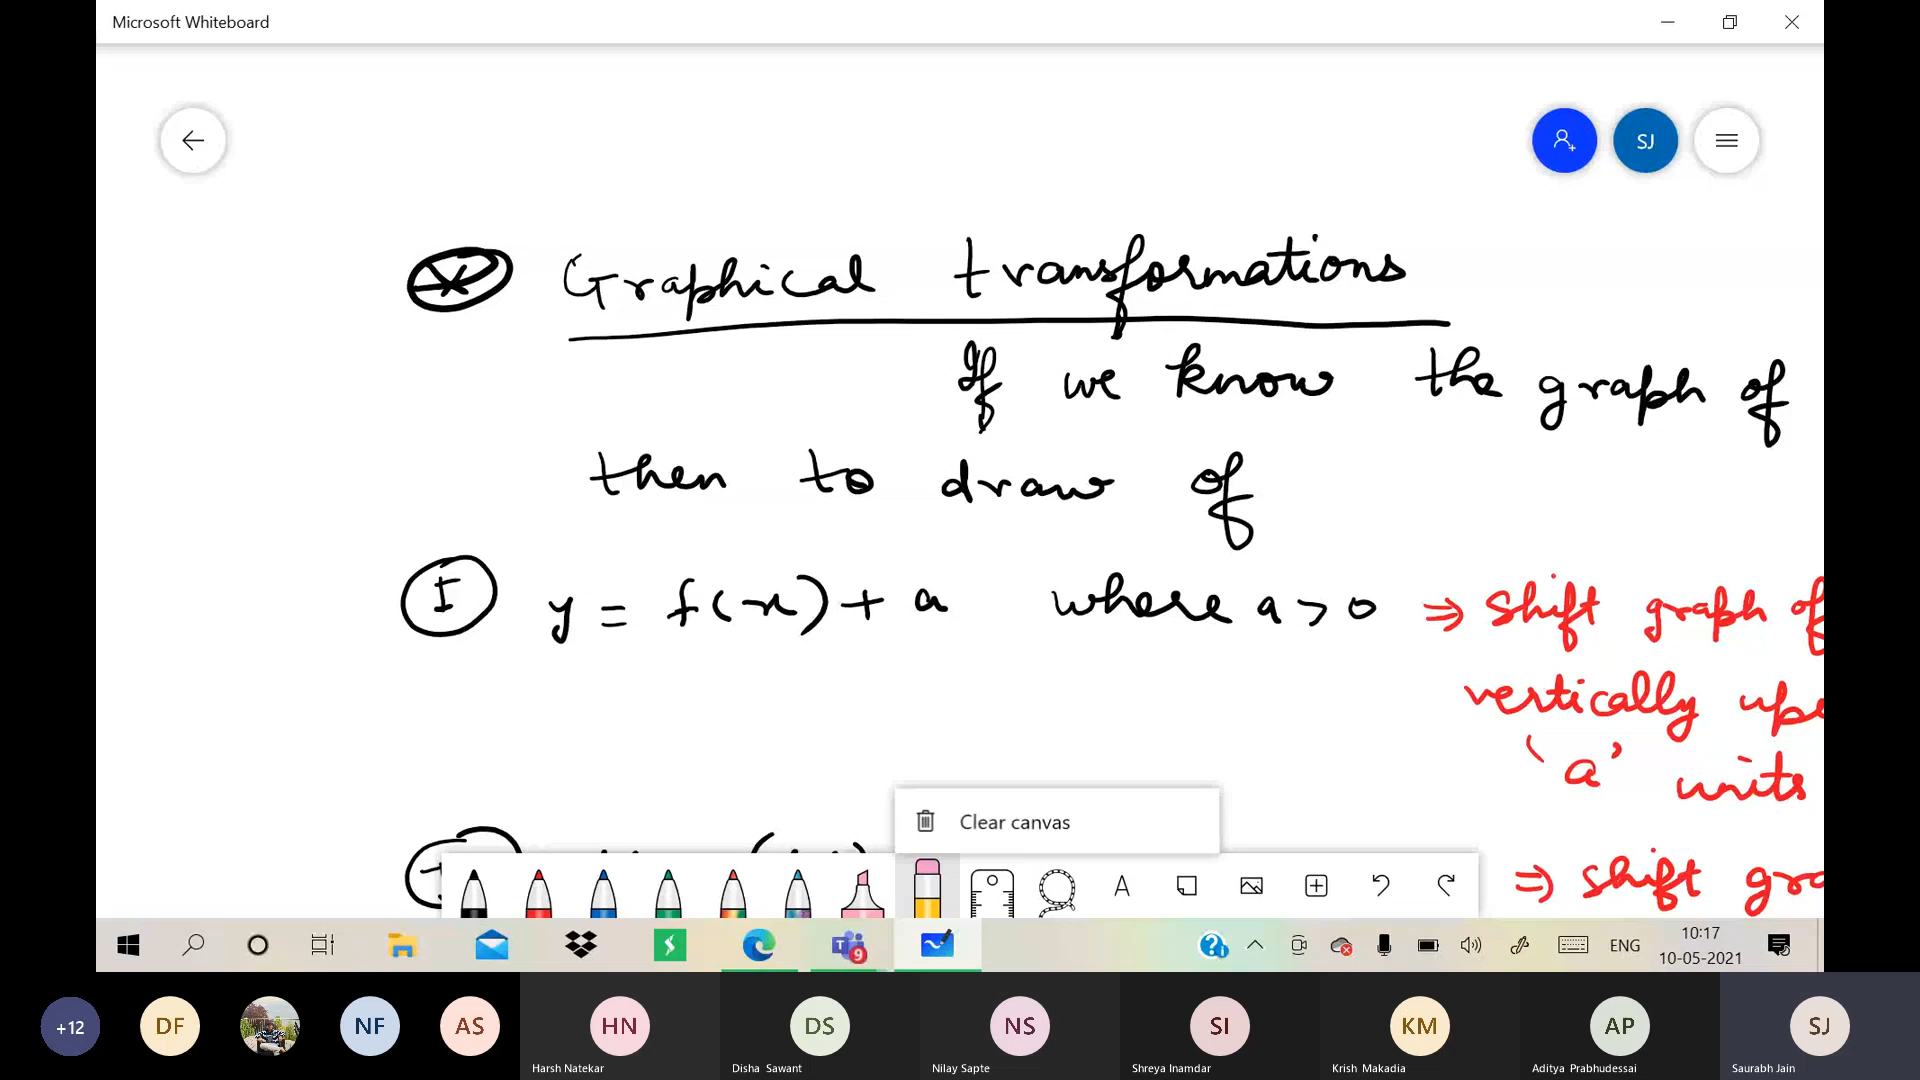 Microsoft Whiteboard
SJ
Graphical transformations
If we know the graph of
then to draw of
I y = f(x) + a where a > 0 ⇒ shift graph of
vertically
'a' units
⇒ shift
Clear canvas
A
S
T 9
ENG
10:17
10-05-2021
+12 DF NF AS HN DS NS SI KM AP SJ
Harsh Natekar Disha Sawant Nilay Sapte Shreya Inamdar Krish Makadia Aditya Prabhudessai Saurabh Jain